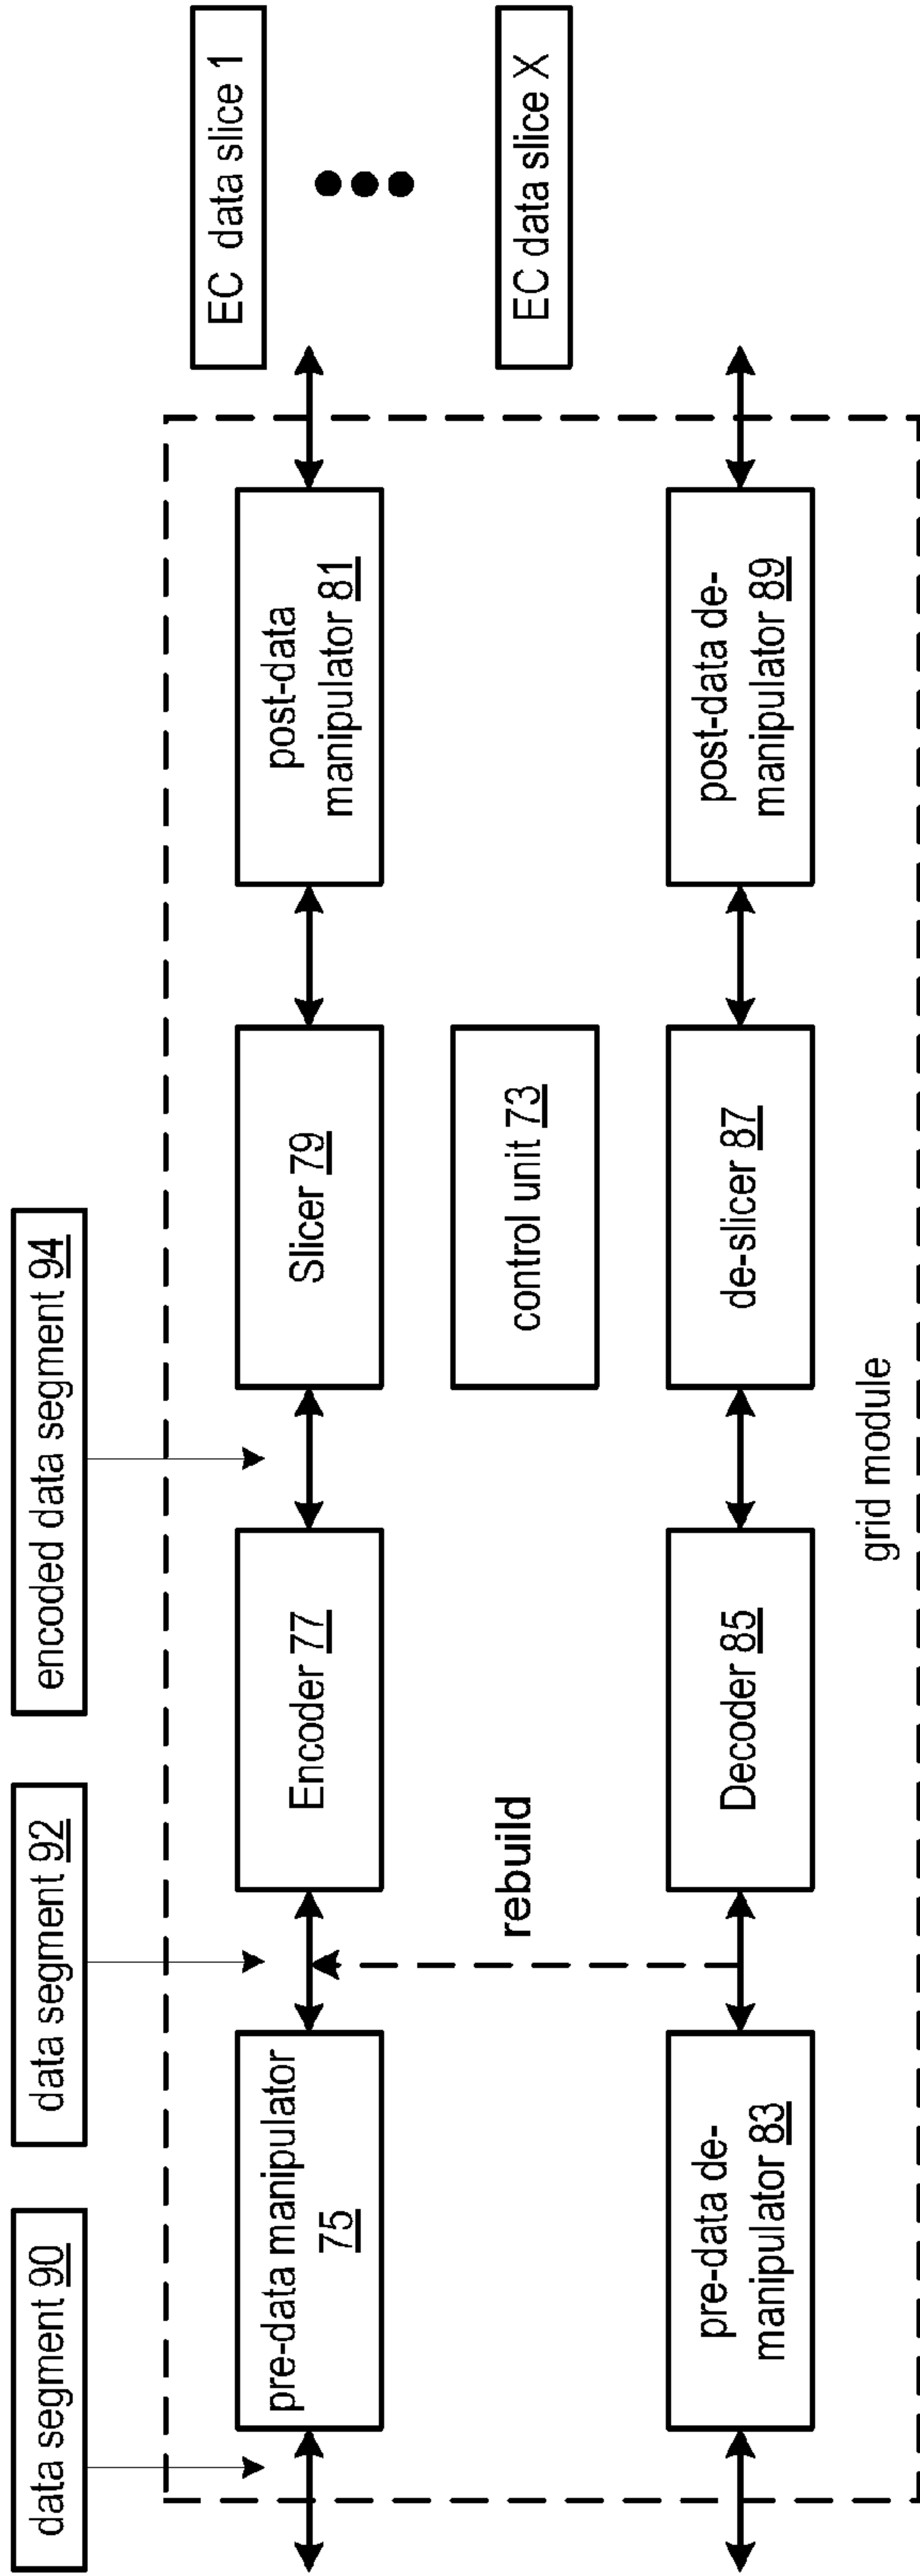 data segment 90
data segment 92
encoded data segment 94
pre-data manipulator
75
Encoder 77
Slicer 79
post-data
manipulator 81
EC data slice 1
rebuild
control unit 73
EC data slice X
pre-data de-
manipulator 83
Decoder 85
de-slicer 87
post-data de-
manipulator 89
grid module